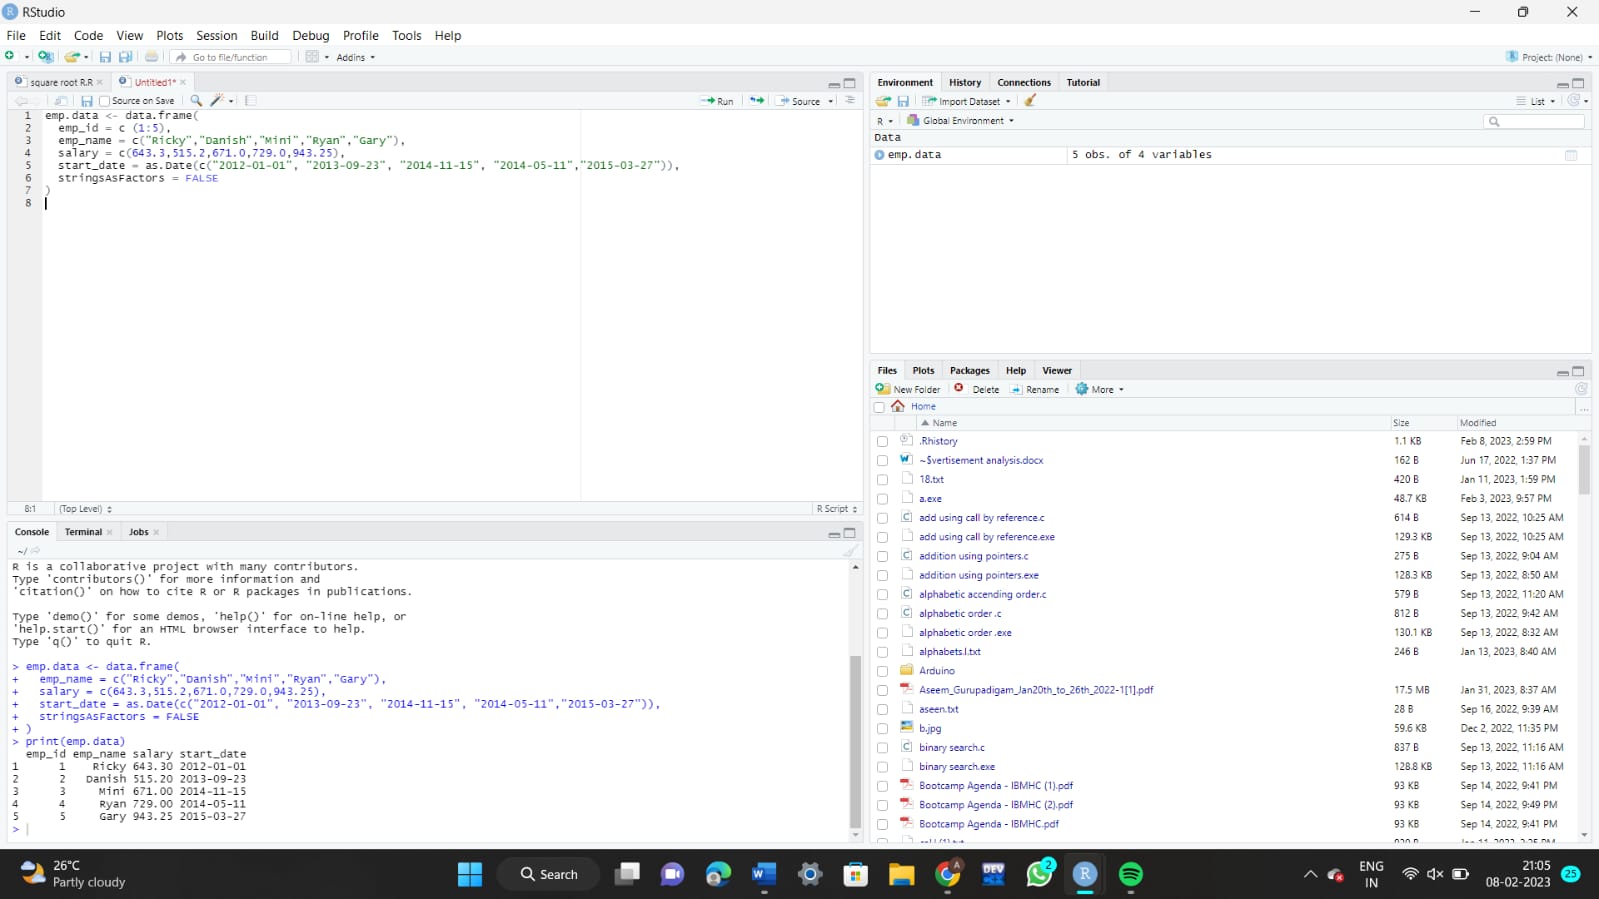 RStudio
File Edit Code View Plots Session Build Debug Profile Tools Help
Go to file/function Addins Project: (None)
square root R.R Untitled1*
Source on Save Run Source
1 emp.data <- data.frame(
2 emp_id = c (1:5),
3 emp_name = c("Ricky","Danish","Mini","Ryan","Gary"),
4 salary = c(643.3,515.2,671.0,729.0,943.25),
5 start_date = as.Date(c("2012-01-01", "2013-09-23", "2014-11-15", "2014-05-11","2015-03-27")),
6 stringsAsFactors = FALSE
7 )
8
8:1 (Top Level) R Script
Console Terminal Jobs
~/
R is a collaborative project with many contributors.
Type 'contributors()' for more information and
'citation()' on how to cite R or R packages in publications.
Type 'demo()' for some demos, 'help()' for on-line help, or
'help.start()' for an HTML browser interface to help.
Type 'q()' to quit R.
> emp.data <- data.frame(
+ emp_name = c("Ricky","Danish","Mini","Ryan","Gary"),
+ salary = c(643.3,515.2,671.0,729.0,943.25),
+ start_date = as.Date(c("2012-01-01", "2013-09-23", "2014-11-15", "2014-05-11","2015-03-27")),
+ stringsAsFactors = FALSE
+ )
> print(emp.data)
emp_id emp_name salary start_date
1 1 Ricky 643.30 2012-01-01
2 2 Danish 515.20 2013-09-23
3 3 Mini 671.00 2014-11-15
4 4 Ryan 729.00 2014-05-11
5 5 Gary 943.25 2015-03-27
>
Environment History Connections Tutorial
Import Dataset List
R Global Environment
Data
emp.data 5 obs. of 4 variables
Files Plots Packages Help Viewer
New Folder Delete Rename More
Home ...
Name Size Modified
.Rhistory 1.1 KB Feb 8, 2023, 2:59 PM
~$vertisement analysis.docx 162 B Jun 17, 2022, 1:37 PM
18.txt 420 B Jan 11, 2023, 1:59 PM
a.exe 48.7 KB Feb 3, 2023, 9:57 PM
add using call by reference.c 614 B Sep 13, 2022, 10:25 AM
add using call by reference.exe 129.3 KB Sep 13, 2022, 10:25 AM
addition using pointers.c 275 B Sep 13, 2022, 9:04 AM
addition using pointers.exe 128.3 KB Sep 13, 2022, 8:50 AM
alphabetic accending order.c 579 B Sep 13, 2022, 11:20 AM
alphabetic order .c 812 B Sep 13, 2022, 9:42 AM
alphabetic order .exe 130.1 KB Sep 13, 2022, 8:32 AM
alphabets.l.txt 246 B Jan 13, 2023, 8:40 AM
Arduino
Aseem_Gurupadigam_Jan20th_to_26th_2022-1[1].pdf 17.5 MB Jan 31, 2023, 8:37 AM
aseen.txt 28 B Sep 16, 2022, 9:39 AM
b.jpg 59.6 KB Dec 2, 2022, 11:35 PM
binary search.c 837 B Sep 13, 2022, 11:16 AM
binary search.exe 128.8 KB Sep 13, 2022, 11:16 AM
Bootcamp Agenda - IBMHC (1).pdf 93 KB Sep 14, 2022, 9:41 PM
Bootcamp Agenda - IBMHC (2).pdf 93 KB Sep 14, 2022, 9:49 PM
Bootcamp Agenda - IBMHC.pdf 93 KB Sep 14, 2022, 9:41 PM
26°C
Partly cloudy
Search
DEV
2
ENG
IN
21:05
08-02-2023
25